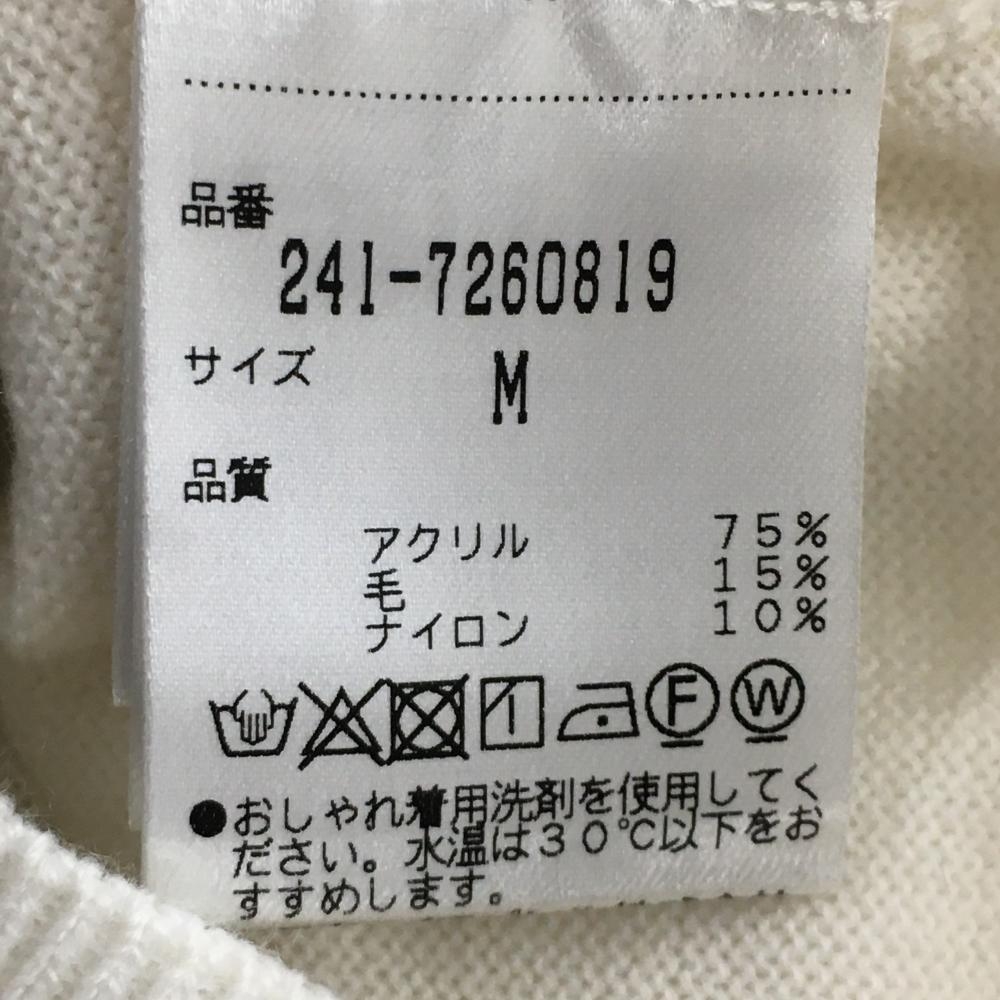 品番
241-7260819
サイズ M
品質
アクリル 75%
毛 15%
ナイロン 10%
F W
●おしゃれ着用洗剤を使用してく
ださい。水温は30℃以下をお
すすめします。